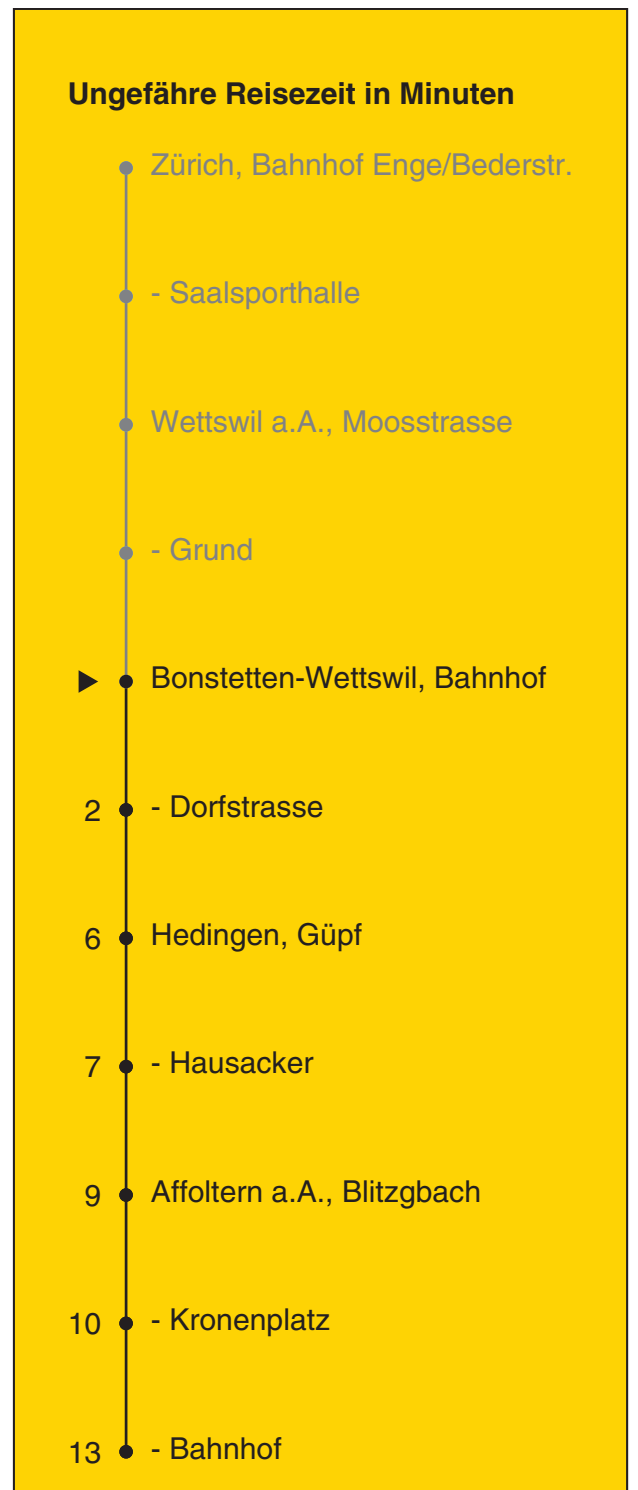 Ungefähre Reisezeit in Minuten
Zürich, Bahnhof Enge/Bederstr.
- Saalsporthalle
Wettswil a.A., Moosstrasse
- Grund
Bonstetten-Wettswil, Bahnhof
2 - Dorfstrasse
6 Hedingen, Güpf
7 - Hausacker
9 Affoltern a.A., Blitzgbach
10 - Kronenplatz
13 - Bahnhof